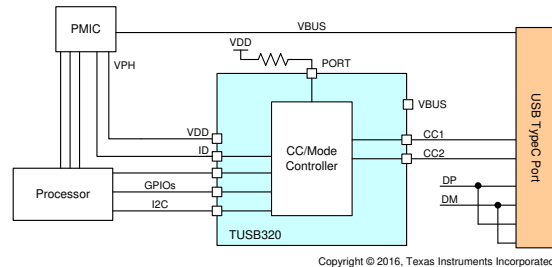 PMIC
VBUS
VDD
VPH
PORT
VBUS
VDD
ID
CC/Mode
Controller
CC1
CC2
USB TypeC Port
Processor
GPIOs
I2C
DP
DM
TUSB320
Copyright © 2016, Texas Instruments Incorporated